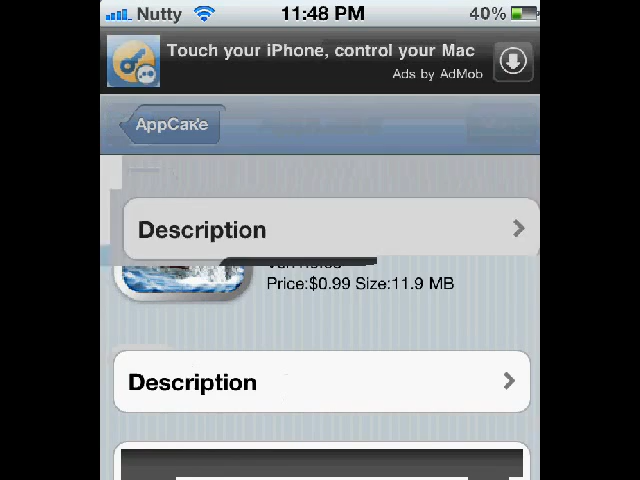 Nutty 11:48 PM 40%
Touch your iPhone, control your Mac
Ads by AdMob
AppCake
Description
Price:$0.99 Size:11.9 MB
Description